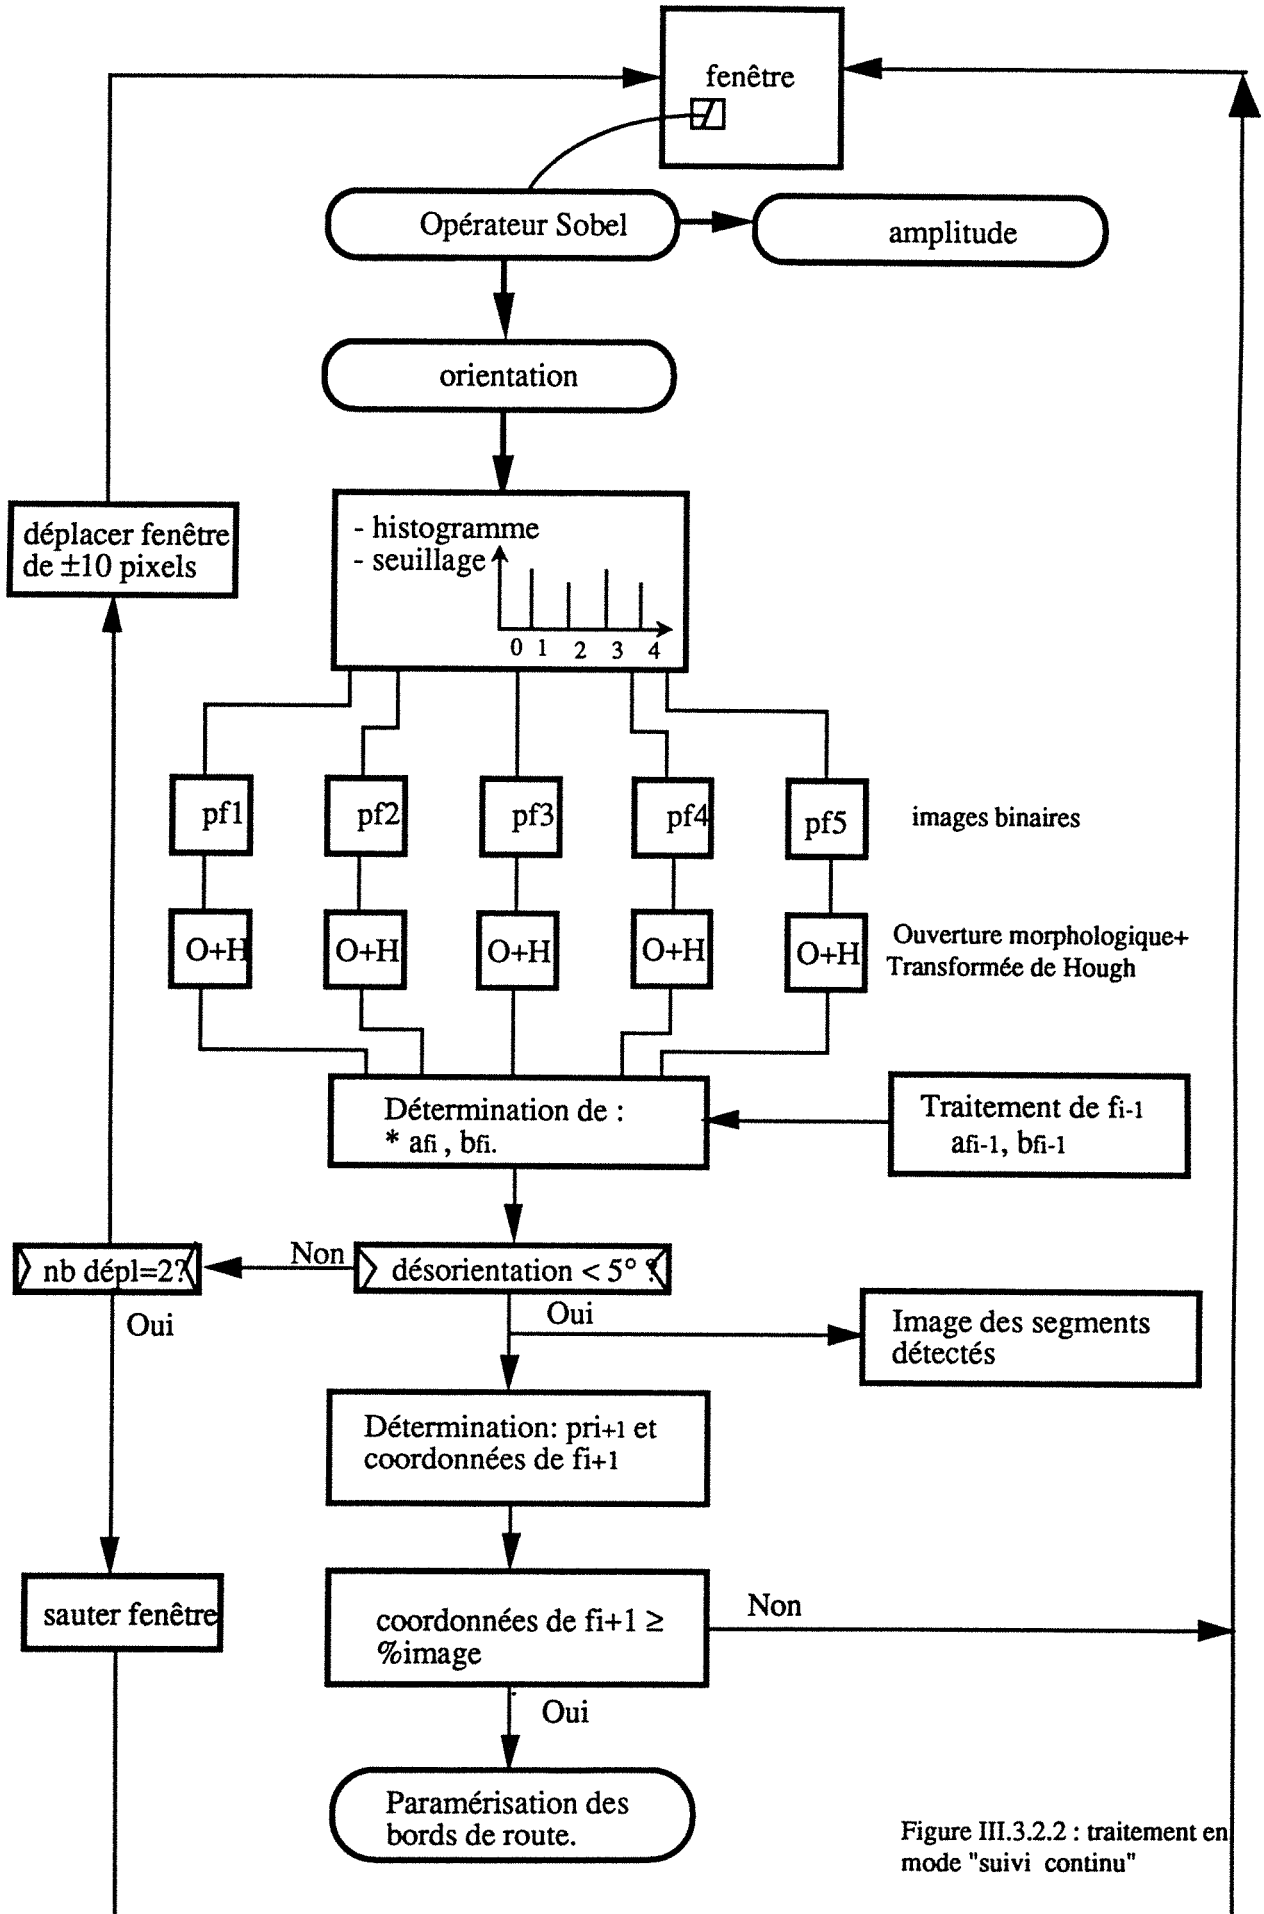 fenêtre
Opérateur Sobel
amplitude
orientation
déplacer fenêtre
de ±10 pixels
- histogramme
- seuillage
0 1 2 3 4
pf1
pf2
pf3
pf4
pf5
images binaires
O+H
O+H
O+H
O+H
O+H
Ouverture morphologique+
Transformée de Hough
Détermination de :
* afi , bfi.
Traitement de fi-1
afi-1, bfi-1
nb dépl=2?
Non
désorientation < 5° ?
Oui
Oui
Image des segments
détectés
Détermination: pri+1 et
coordonnées de fi+1
sauter fenêtre
coordonnées de fi+1 ≥
%image
Non
Oui
Paramérisation des
bords de route.
Figure III.3.2.2 : traitement en
mode "suivi continu"